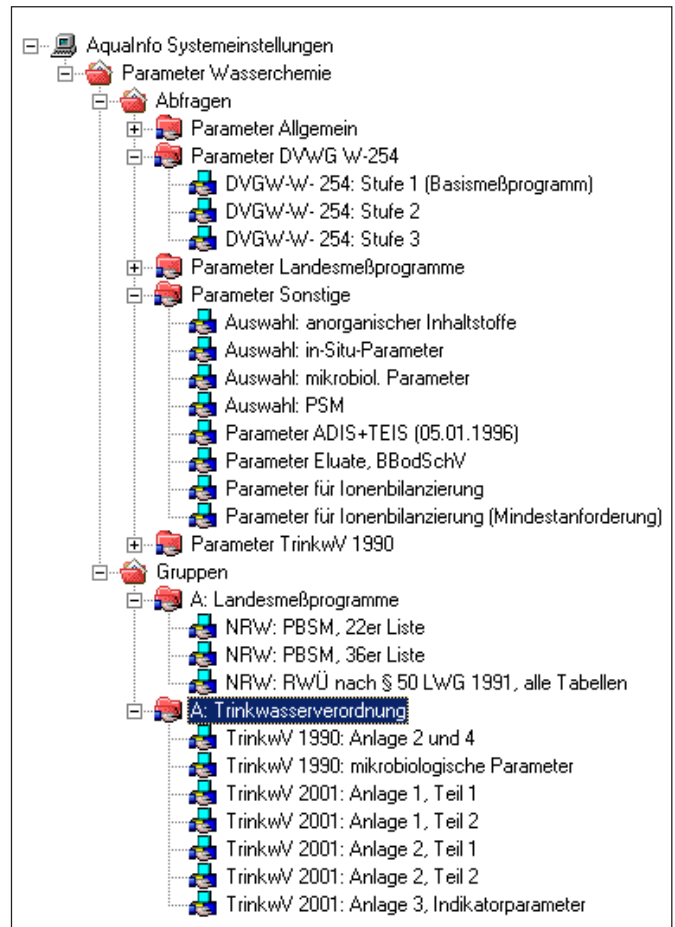 AquaInfo Systemeinstellungen
Parameter Wasserchemie
Abfragen
Parameter Allgemein
Parameter DVWG W-254
DVGW-W- 254: Stufe 1 (Basismeßprogramm)
DVGW-W- 254: Stufe 2
DVGW-W- 254: Stufe 3
Parameter Landesmeßprogramme
Parameter Sonstige
Auswahl: anorganischer Inhaltstoffe
Auswahl: in-Situ-Parameter
Auswahl: mikrobiol. Parameter
Auswahl: PSM
Parameter ADIS+TEIS (05.01.1996)
Parameter Eluate, BBodSchV
Parameter für Ionenbilanzierung
Parameter für Ionenbilanzierung (Mindestanforderung)
Parameter TrinkwV 1990
Gruppen
A: Landesmeßprogramme
NRW: PBSM, 22er Liste
NRW: PBSM, 36er Liste
NRW: RWÜ nach § 50 LWG 1991, alle Tabellen
A: Trinkwasserverordnung
TrinkwV 1990: Anlage 2 und 4
TrinkwV 1990: mikrobiologische Parameter
TrinkwV 2001: Anlage 1, Teil 1
TrinkwV 2001: Anlage 1, Teil 2
TrinkwV 2001: Anlage 2, Teil 1
TrinkwV 2001: Anlage 2, Teil 2
TrinkwV 2001: Anlage 3, Indikatorparameter